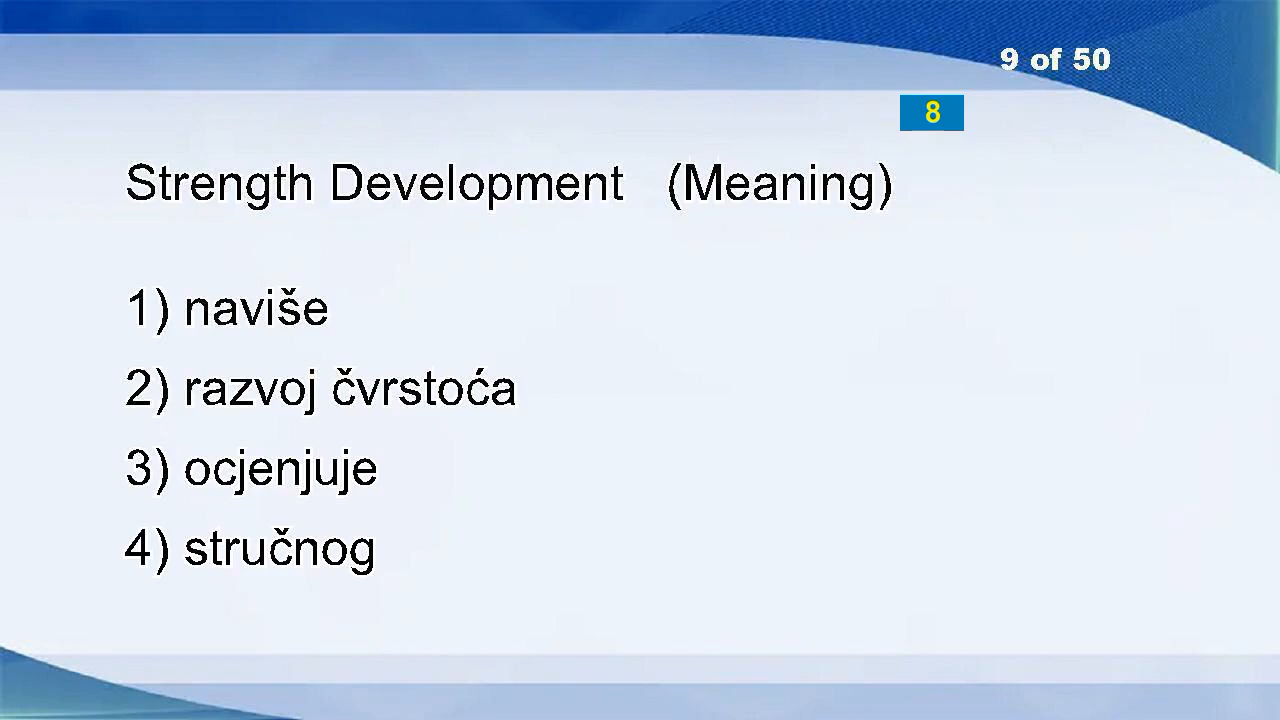 9 of 50
8
Strength Development (Meaning)
1) naviše
2) razvoj čvrstoća
3) ocjenjuje
4) stručnog